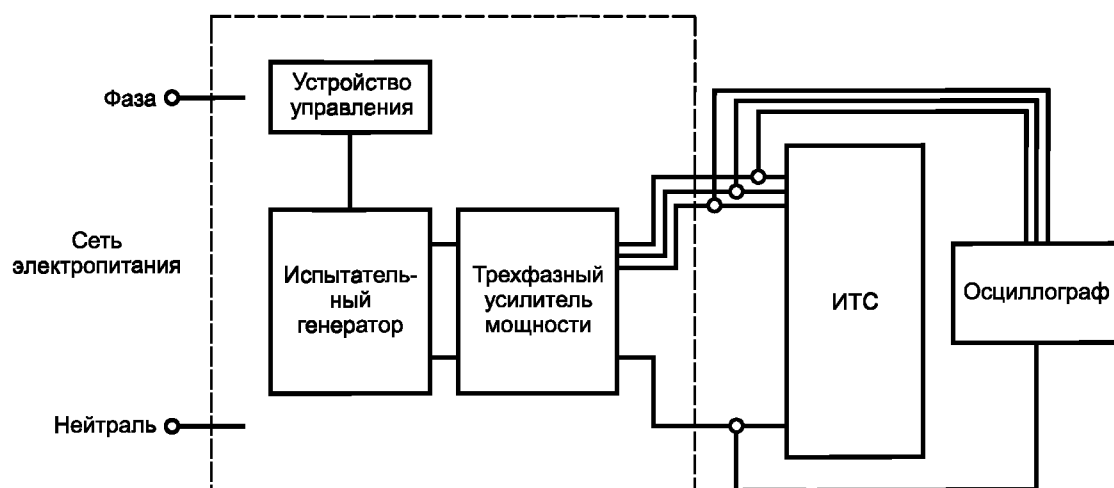 Устройство
управления
Фаза
Сеть
электропитания
Испытатель-
ный
генератор
Трехфазный
усилитель
мощности
ИТС
Осциллограф
Нейтраль